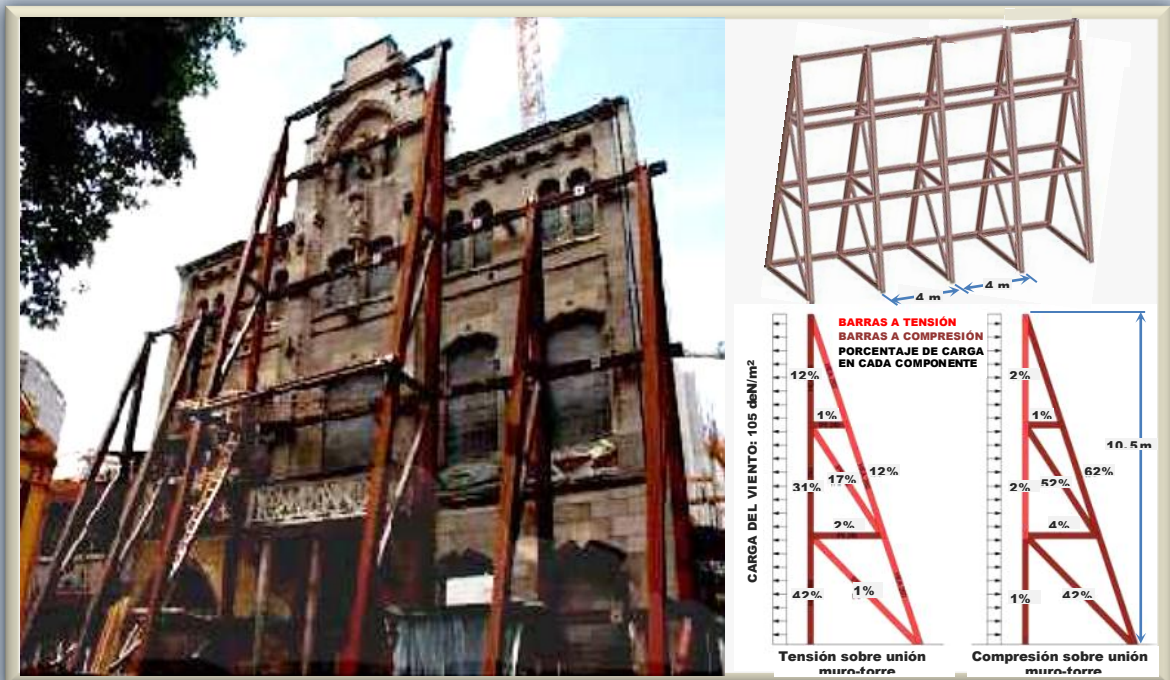 4 m
4 m
BARRAS A TENSIÓN
BARRAS A COMPRESIÓN
PORCENTAJE DE CARGA
EN CADA COMPONENTE
CARGA DEL VIENTO: 105 deN/m²
12%
1%
12%
17%
31%
2%
1%
42%
2%
1%
10.5m
62%
52%
2%
4%
42%
1%
Tensión sobre unión
muro-torre
Compresión sobre unión
muro-torre